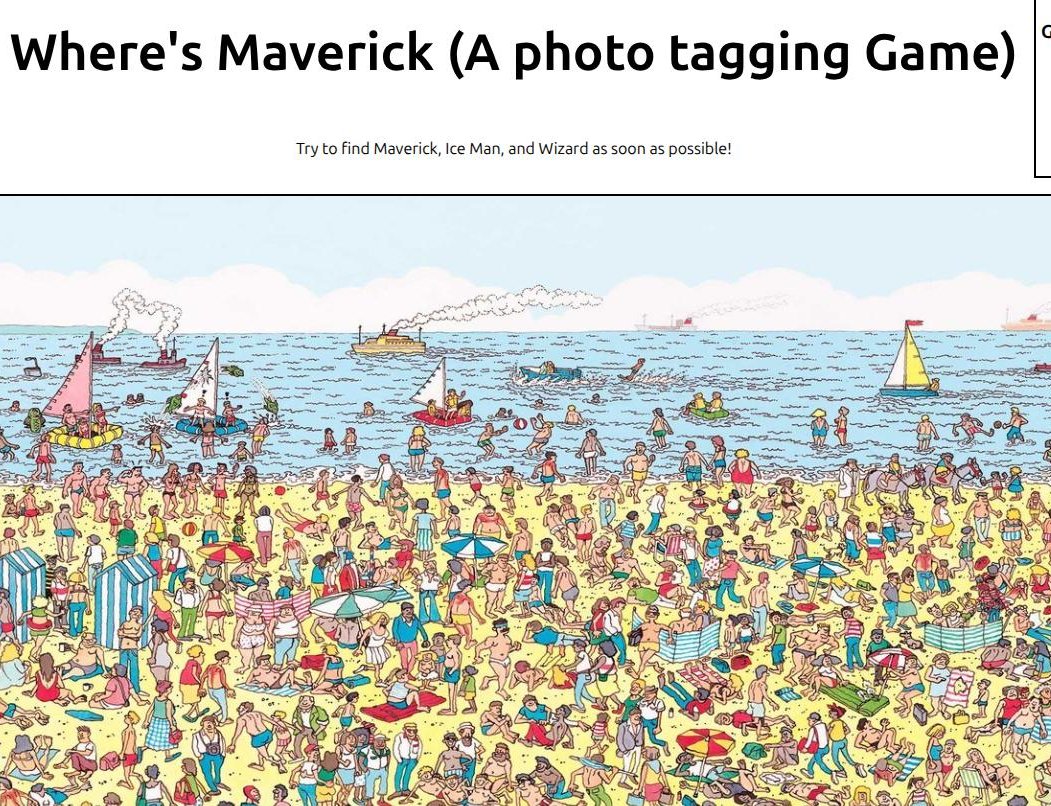 Where's Maverick (A photo tagging Game)
G
Try to find Maverick, Ice Man, and Wizard as soon as possible!